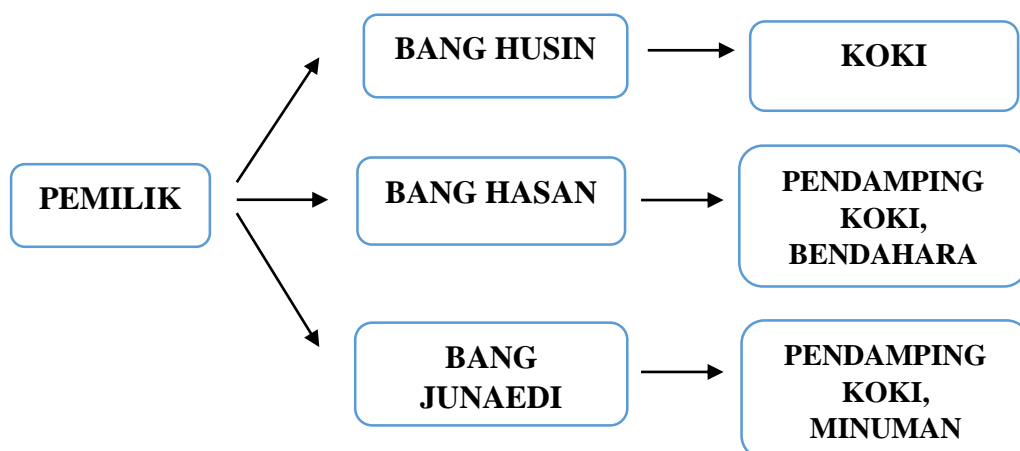 PEMILIK
BANG HUSIN
KOKI
BANG HASAN
PENDAMPING
KOKI,
BENDAHARA
BANG
JUNAEDI
PENDAMPING
KOKI,
MINUMAN